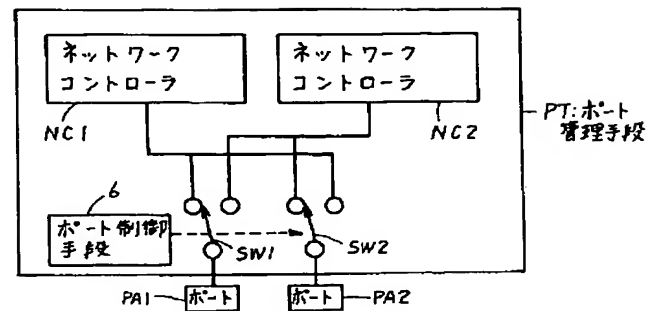 ネットワーク
コントローラ
ネットワーク
コントローラ
NC1
NC2
PT:ポート
管理手段
6
ポート制御
手段
SW1
SW2
PA1
ポート
ポート
PA2